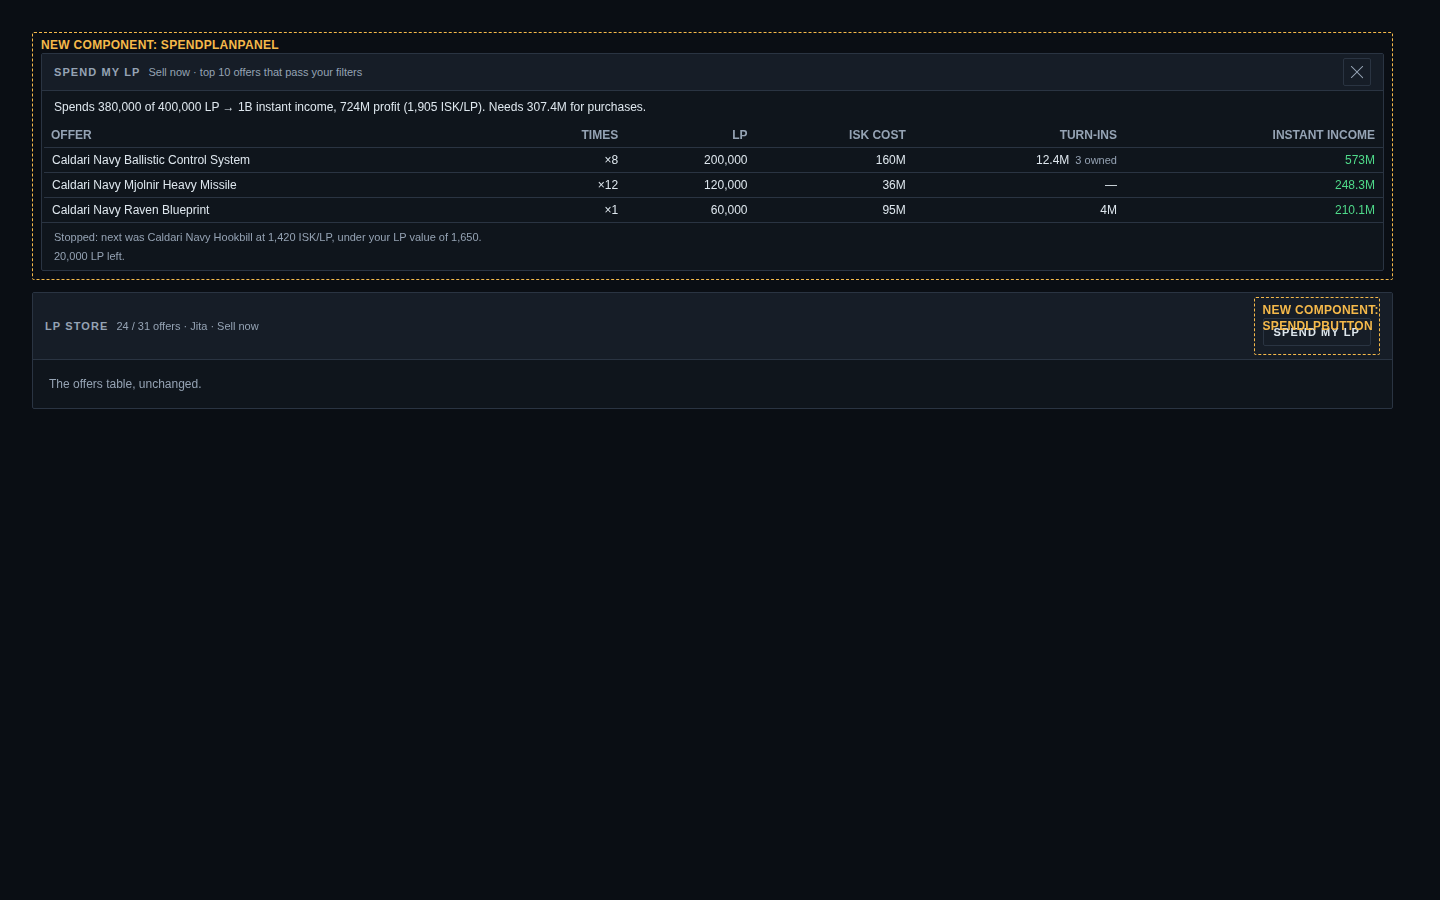 NEW COMPONENT: SPENDPLANPANEL
SPEND MY LP Sell now · top 10 offers that pass your filters
Spends 380,000 of 400,000 LP → 1B instant income, 724M profit (1,905 ISK/LP). Needs 307.4M for purchases.
OFFER TIMES LP ISK COST TURN-INS INSTANT INCOME
Caldari Navy Ballistic Control System ×8 200,000 160M 12.4M 3 owned 573M
Caldari Navy Mjolnir Heavy Missile ×12 120,000 36M — 248.3M
Caldari Navy Raven Blueprint ×1 60,000 95M 4M 210.1M
Stopped: next was Caldari Navy Hookbill at 1,420 ISK/LP, under your LP value of 1,650.
20,000 LP left.
LP STORE 24 / 31 offers · Jita · Sell now
NEW COMPONENT:
SPENDLPBUTTON
SPEND MY LP
The offers table, unchanged.